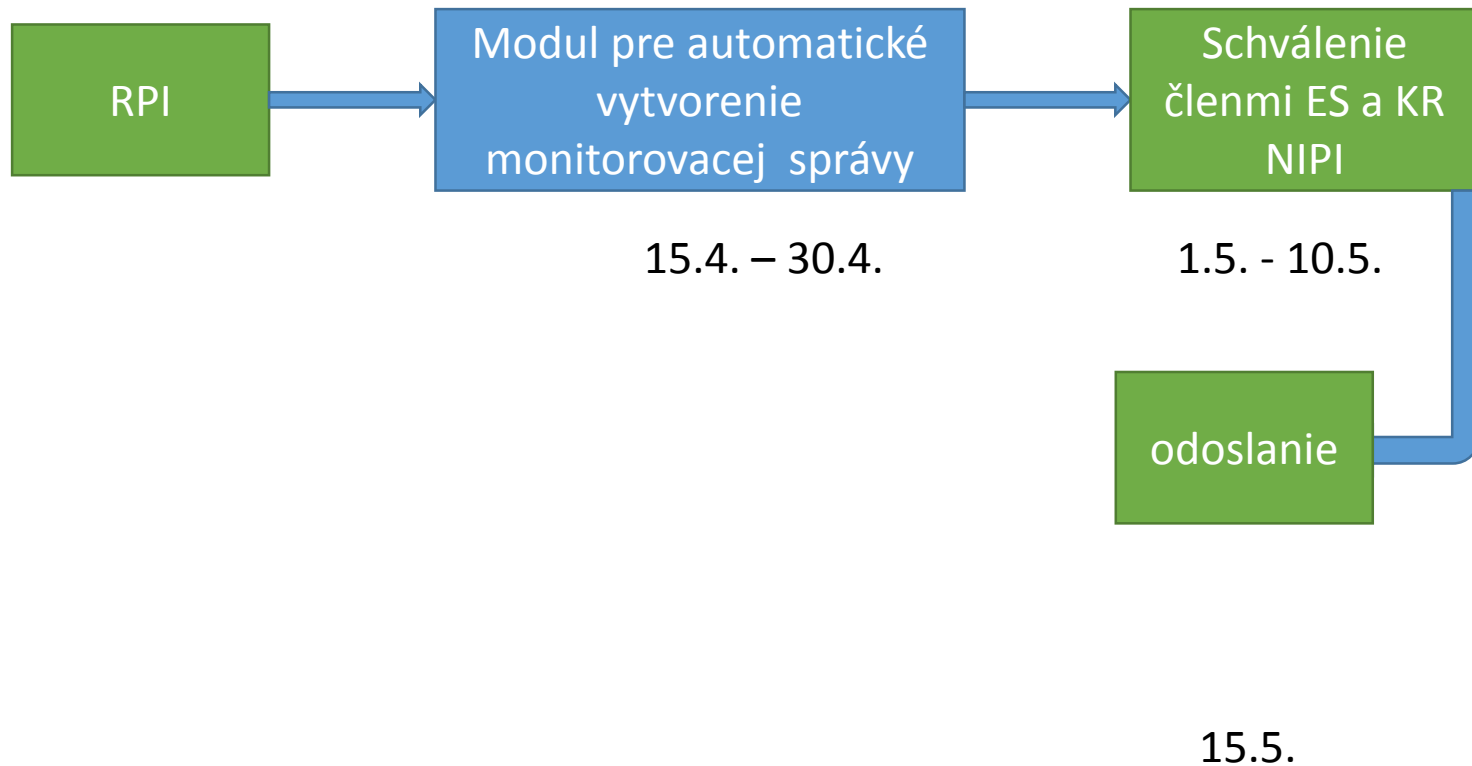 RPI
Modul pre automatické
vytvorenie
monitorovacej  správy
Schválenie
členmi ES a KR
NIPI
15.4. – 30.4.
1.5. - 10.5.
odoslanie
15.5.